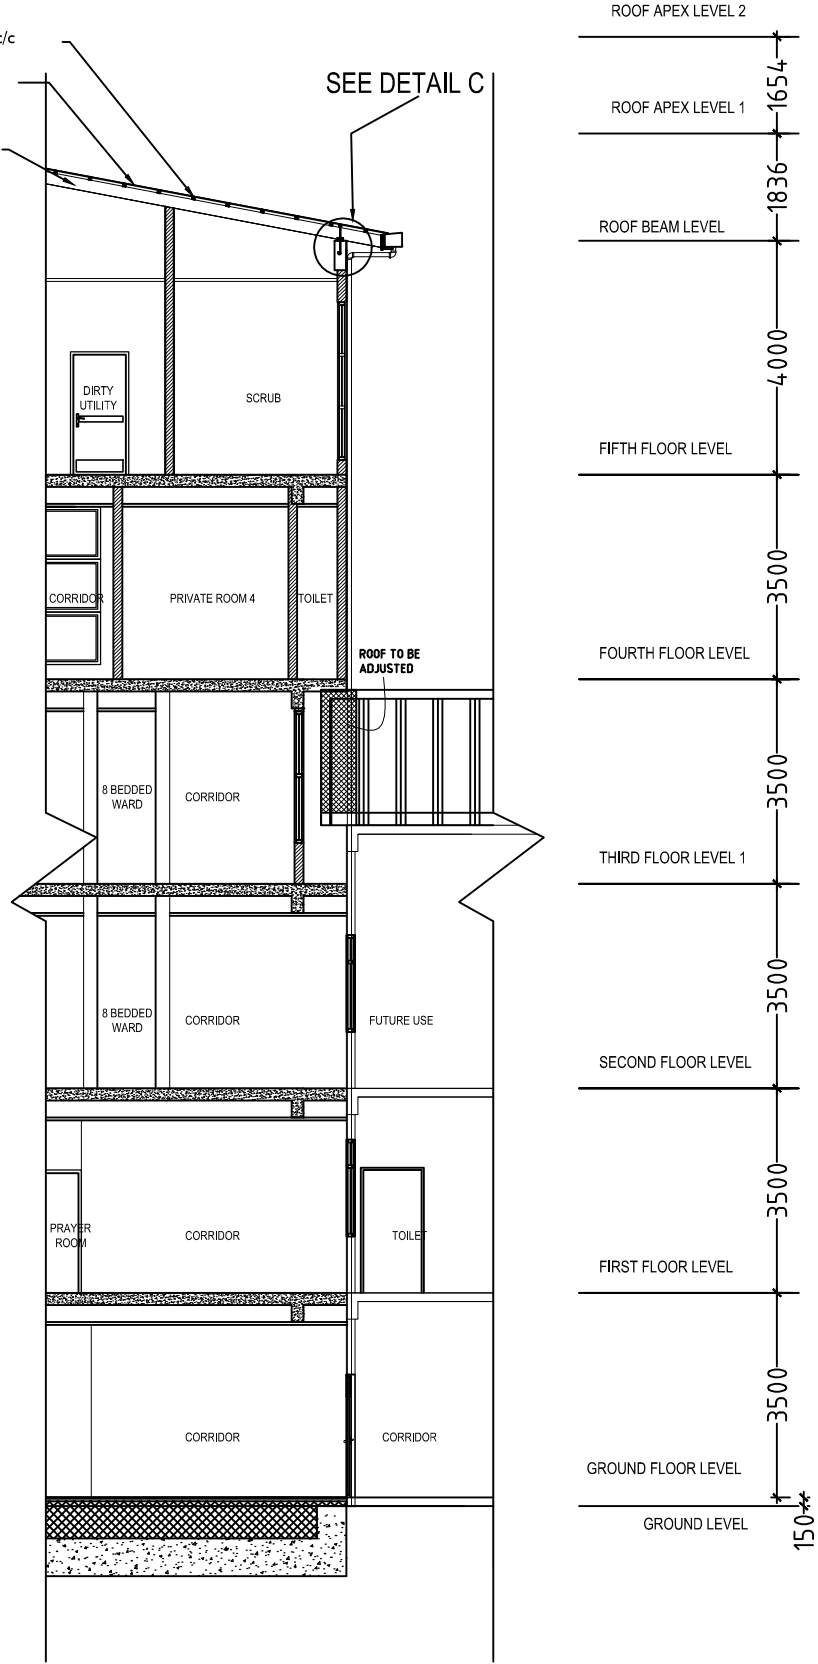 ROOF APEX LEVEL 2
c/c
1654
SEE DETAIL C
ROOF APEX LEVEL 1
1836
ROOF BEAM LEVEL
4000
DIRTY
UTILITY
SCRUB
FIFTH FLOOR LEVEL
3500
CORRIDOR
PRIVATE ROOM 4
TOILET
ROOF TO BE
ADJUSTED
FOURTH FLOOR LEVEL
3500
8 BEDDED
WARD
CORRIDOR
THIRD FLOOR LEVEL 1
3500
8 BEDDED
WARD
CORRIDOR
FUTURE USE
SECOND FLOOR LEVEL
3500
PRAYER
ROOM
CORRIDOR
TOILET
FIRST FLOOR LEVEL
3500
CORRIDOR
CORRIDOR
GROUND FLOOR LEVEL
GROUND LEVEL
150